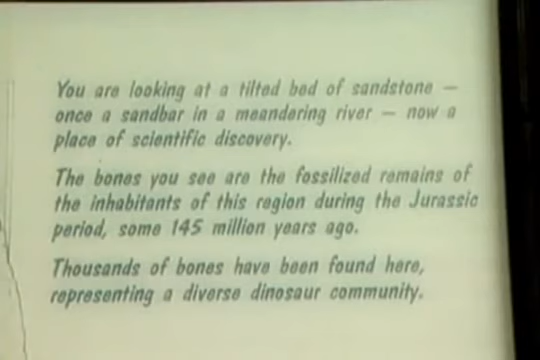 You are looking at a tilted bed of sandstone —
once a sandbar in a meandering river — now a
place of scientific discovery.
The bones you see are the fossilized remains of
the inhabitants of this region during the Jurassic
period, some 145 million years ago.
Thousands of bones have been found here,
representing a diverse dinosaur community.